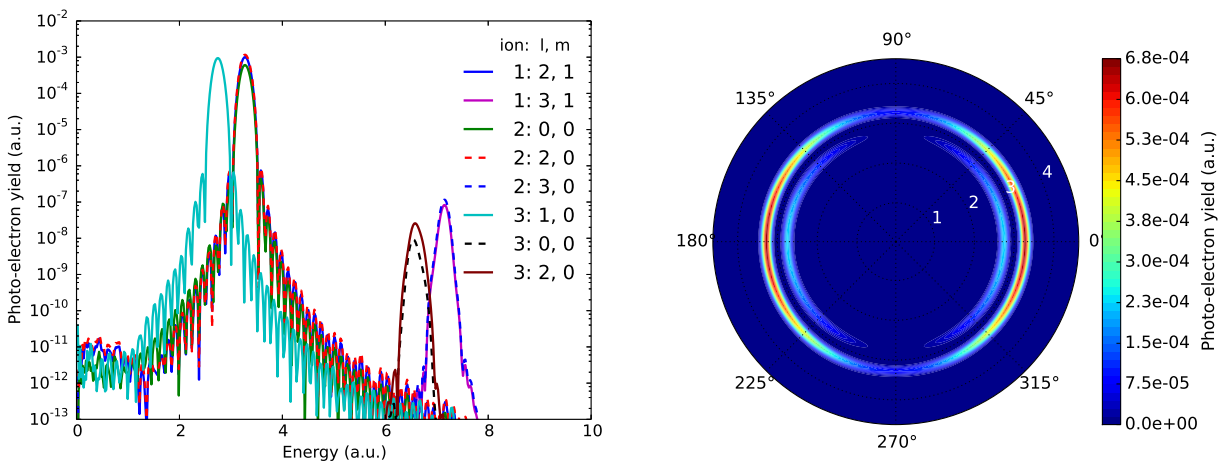 10^-2
10^-3
10^-4
10^-5
10^-6
10^-7
10^-8
10^-9
10^-10
10^-11
10^-12
10^-13
Photo-electron yield (a.u.)
0 2 4 6 8 10
Energy (a.u.)
ion: l, m
1: 2, 1
1: 3, 1
2: 0, 0
2: 2, 0
2: 3, 0
3: 1, 0
3: 0, 0
3: 2, 0
90°
135° 45°
180° 0°
225° 315°
270°
1 2 3 4
6.8e-04
6.0e-04
5.3e-04
4.5e-04
3.8e-04
3.0e-04
2.3e-04
1.5e-04
7.5e-05
0.0e+00
Photo-electron yield (a.u.)